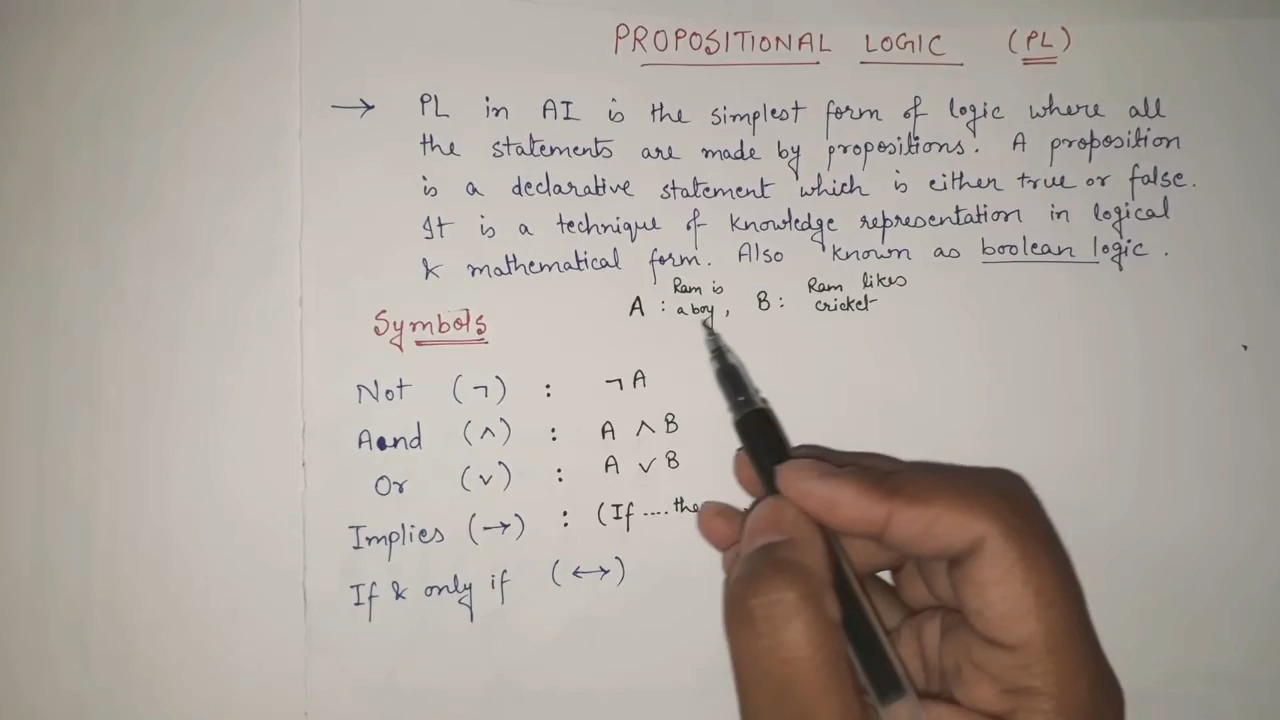 PROPOSITIONAL LOGIC (PL)
→ PL in AI is the simplest form of logic where all
the statements are made by propositions. A proposition
is a declarative statement which is either true or false.
It is a technique of knowledge representation in logical
& mathematical form. Also known as boolean logic.
A : Ram is a boy, B : Ram likes cricket
Symbols
Not (¬) : ¬A
And (∧) : A ∧ B
Or (∨) : A ∨ B
Implies (→) : (If .... the
If & only if (↔)